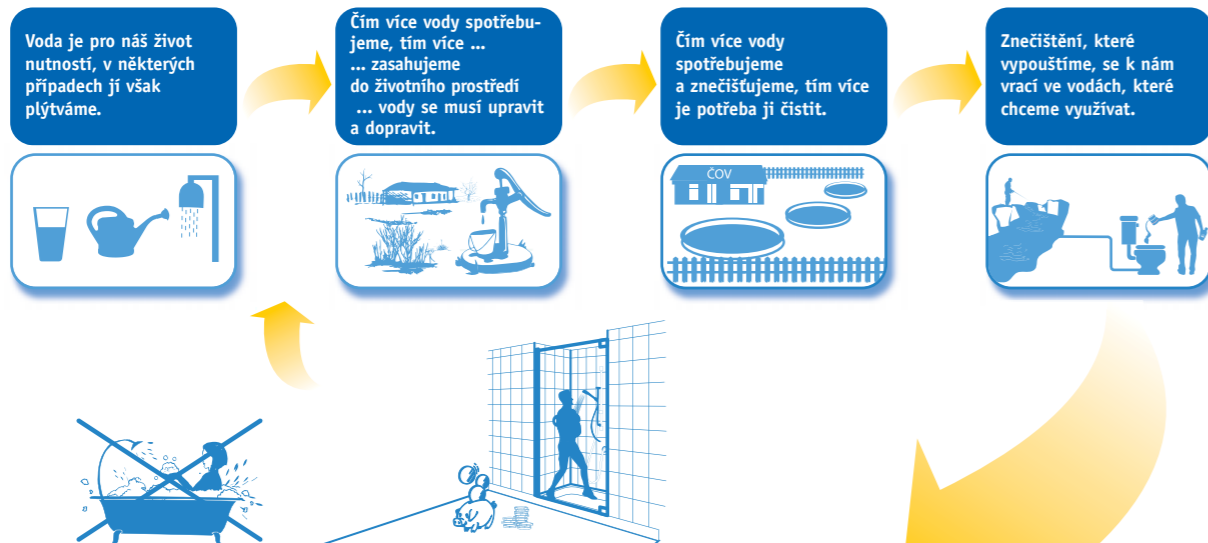 Voda je pro náš život
nutností, v některých
případech jí však
plýtváme.
Čím více vody spotřebu-
jeme, tím více ...
... zasahujeme
do životního prostředí
... vody se musí upravit
a dopravit.
Čím více vody
spotřebujeme
a znečišťujeme, tím více
je potřeba ji čistit.
Znečištění, které
vypouštíme, se k nám
vrací ve vodách, které
chceme využívat.
ČOV